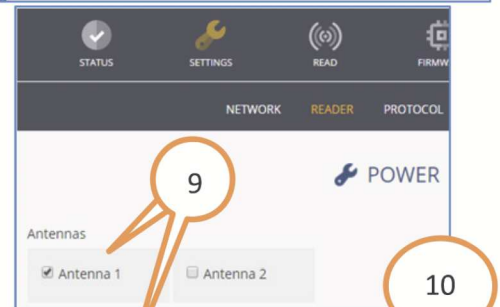 STATUS SETTINGS READ FIRMW
NETWORK READER PROTOCOL
9
POWER
Antennas
Antenna 1 Antenna 2
10